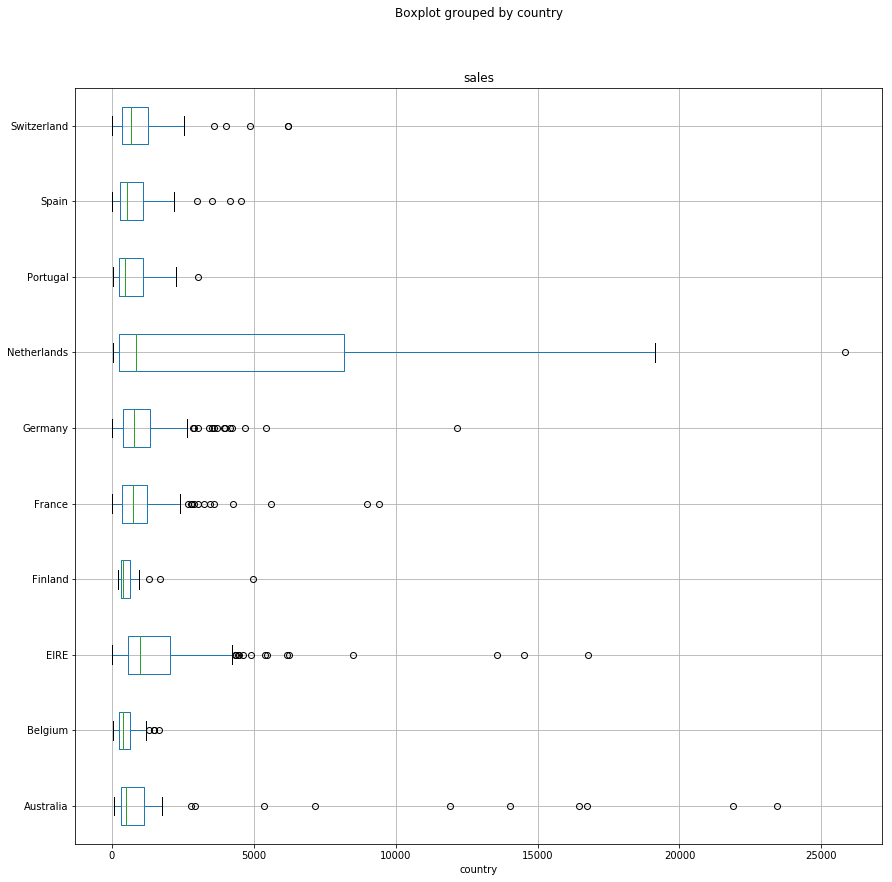 Boxplot grouped by country
sales
Switzerland
Spain
Portugal
Netherlands
Germany
France
Finland
EIRE
Belgium
Australia
0 5000 10000 15000 20000 25000
country